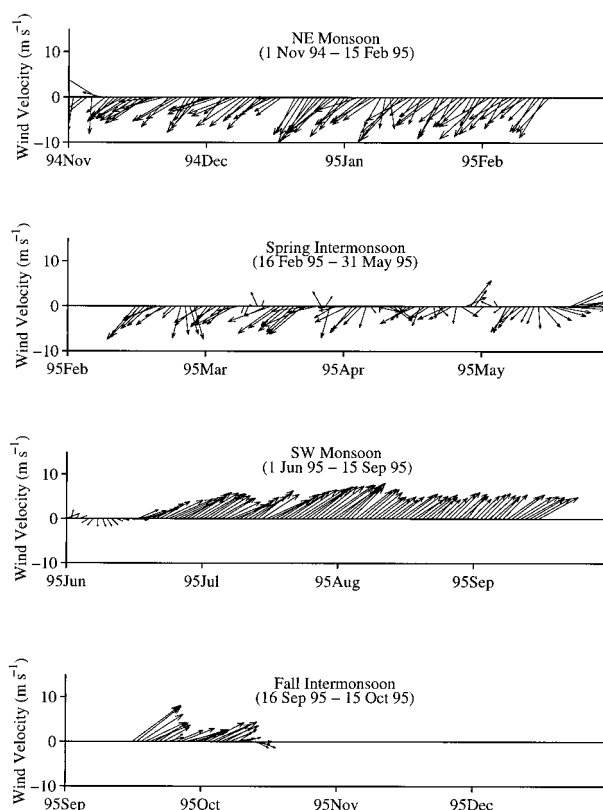 NE Monsoon
(1 Nov 94 – 15 Feb 95)
Wind Velocity (m s⁻¹)
10
0
−10
94Nov 94Dec 95Jan 95Feb
Spring Intermonsoon
(16 Feb 95 – 31 May 95)
Wind Velocity (m s⁻¹)
10
0
−10
95Feb 95Mar 95Apr 95May
SW Monsoon
(1 Jun 95 – 15 Sep 95)
Wind Velocity (m s⁻¹)
10
0
−10
95Jun 95Jul 95Aug 95Sep
Fall Intermonsoon
(16 Sep 95 – 15 Oct 95)
Wind Velocity (m s⁻¹)
10
0
−10
95Sep 95Oct 95Nov 95Dec